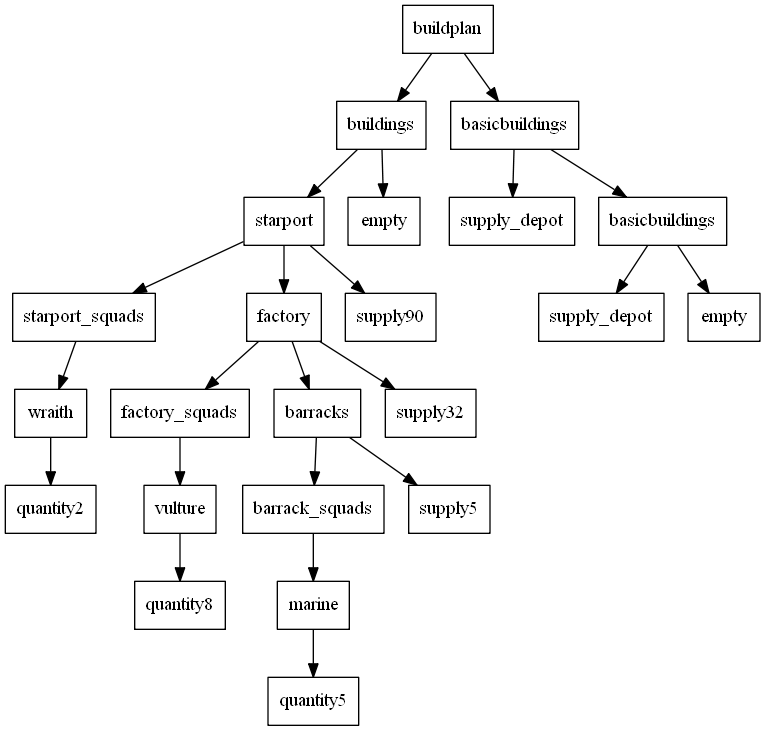 buildplan
buildings
basicbuildings
starport
empty
supply_depot
basicbuildings
starport_squads
factory
supply90
supply_depot
empty
wraith
factory_squads
barracks
supply32
quantity2
vulture
barrack_squads
supply5
quantity8
marine
quantity5